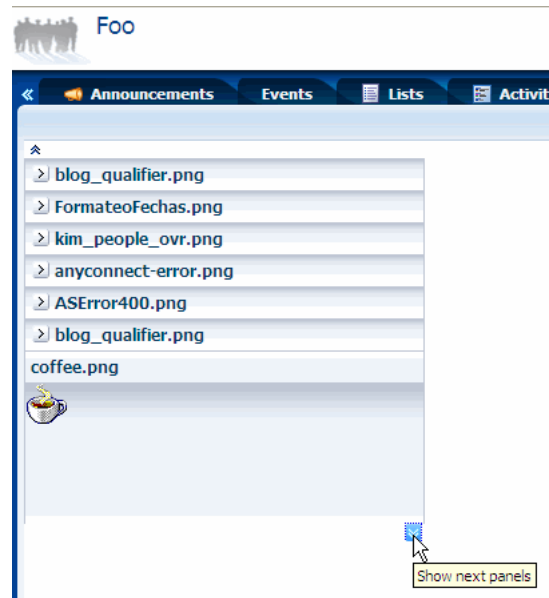 Foo
Announcements Events Lists Activit
blog_qualifier.png
FormateoFechas.png
kim_people_ovr.png
anyconnect-error.png
ASError400.png
blog_qualifier.png
coffee.png
Show next panels